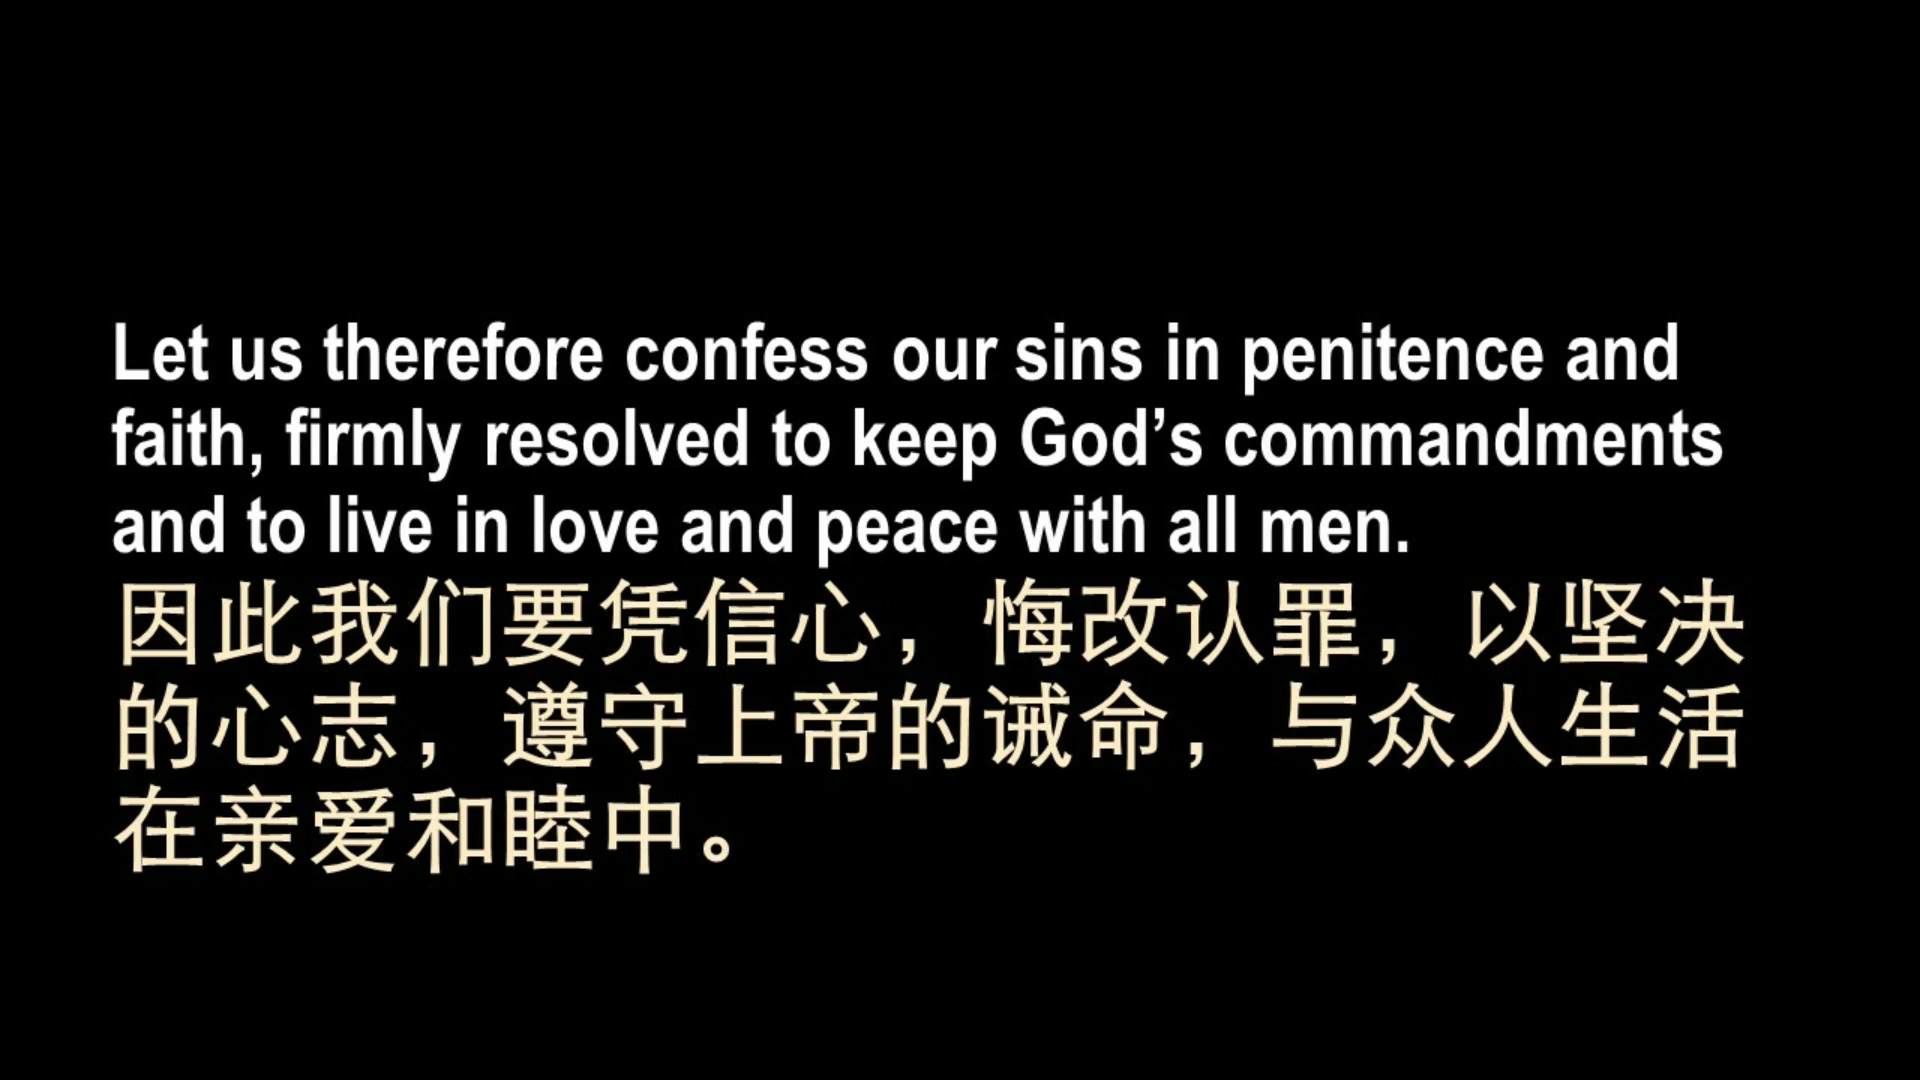 Let us therefore confess our sins in penitence and
faith, firmly resolved to keep God’s commandments
and to live in love and peace with all men.
因此我们要凭信心，悔改认罪，以坚决
的心志，遵守上帝的诫命，与众人生活
在亲爱和睦中。